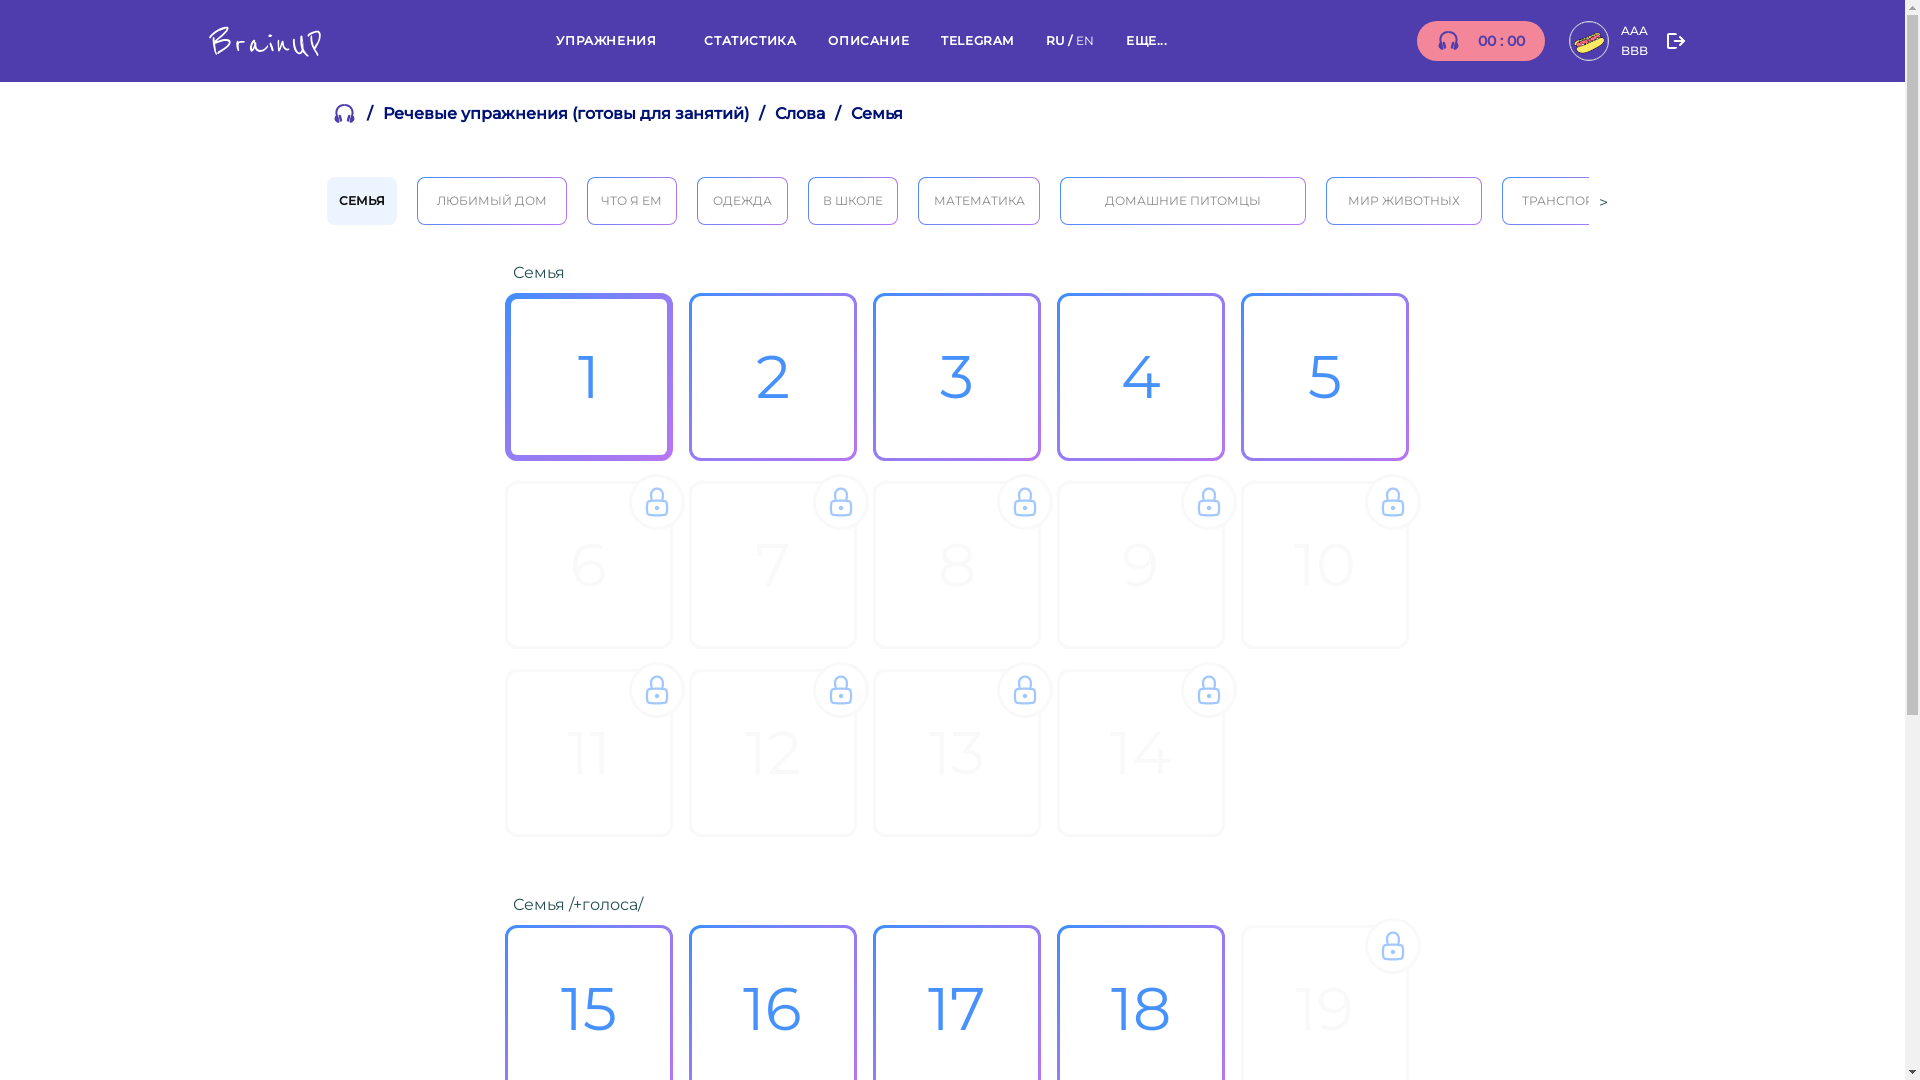 BrainUP
УПРАЖНЕНИЯ СТАТИСТИКА ОПИСАНИЕ TELEGRAM RU / EN ЕЩЕ...
00 : 00
AAA
BBB
/ Речевые упражнения (готовы для занятий) / Слова / Семья
СЕМЬЯ ЛЮБИМЫЙ ДОМ ЧТО Я ЕМ ОДЕЖДА В ШКОЛЕ МАТЕМАТИКА ДОМАШНИЕ ПИТОМЦЫ МИР ЖИВОТНЫХ ТРАНСПОР >
Семья
1 2 3 4 5
6 7 8 9 10
11 12 13 14
Семья /+голоса/
15 16 17 18 19